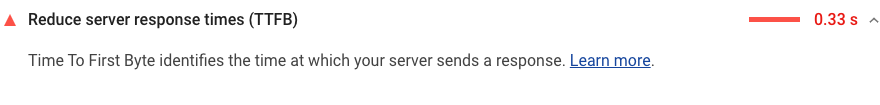 Reduce server response times (TTFB) 0.33 s
Time To First Byte identifies the time at which your server sends a response. Learn more.